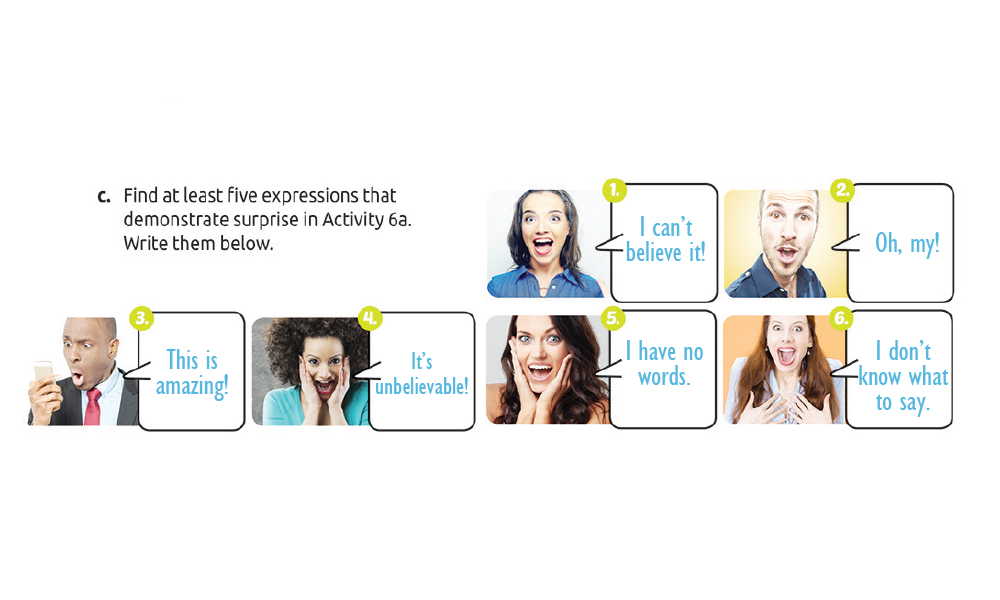 c. Find at least five expressions that
demonstrate surprise in Activity 6a.
Write them below.
1.
I can't
believe it!
2.
Oh, my!
3.
This is
amazing!
4.
It's
unbelievable!
5.
I have no
words.
6.
I don't
know what
to say.